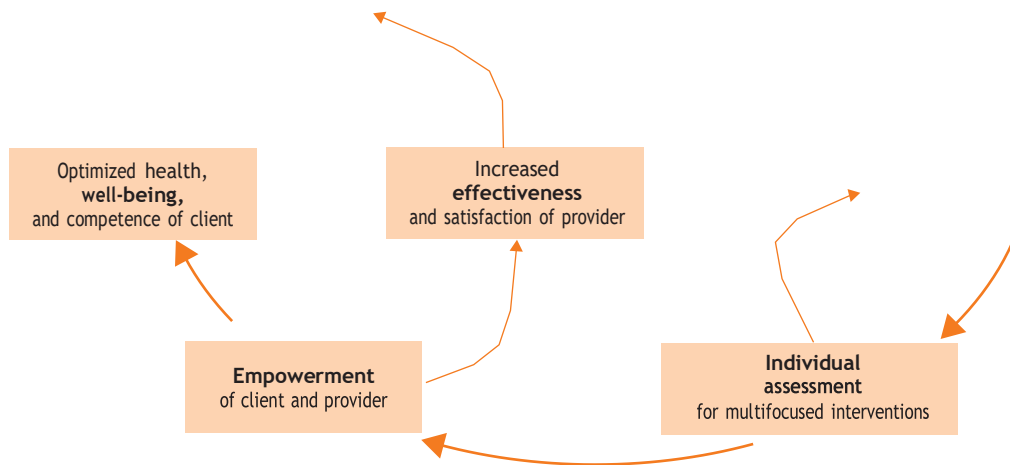 Optimized health,
well-being,
and competence of client
Increased
effectiveness
and satisfaction of provider
Empowerment
of client and provider
Individual
assessment
for multifocused interventions